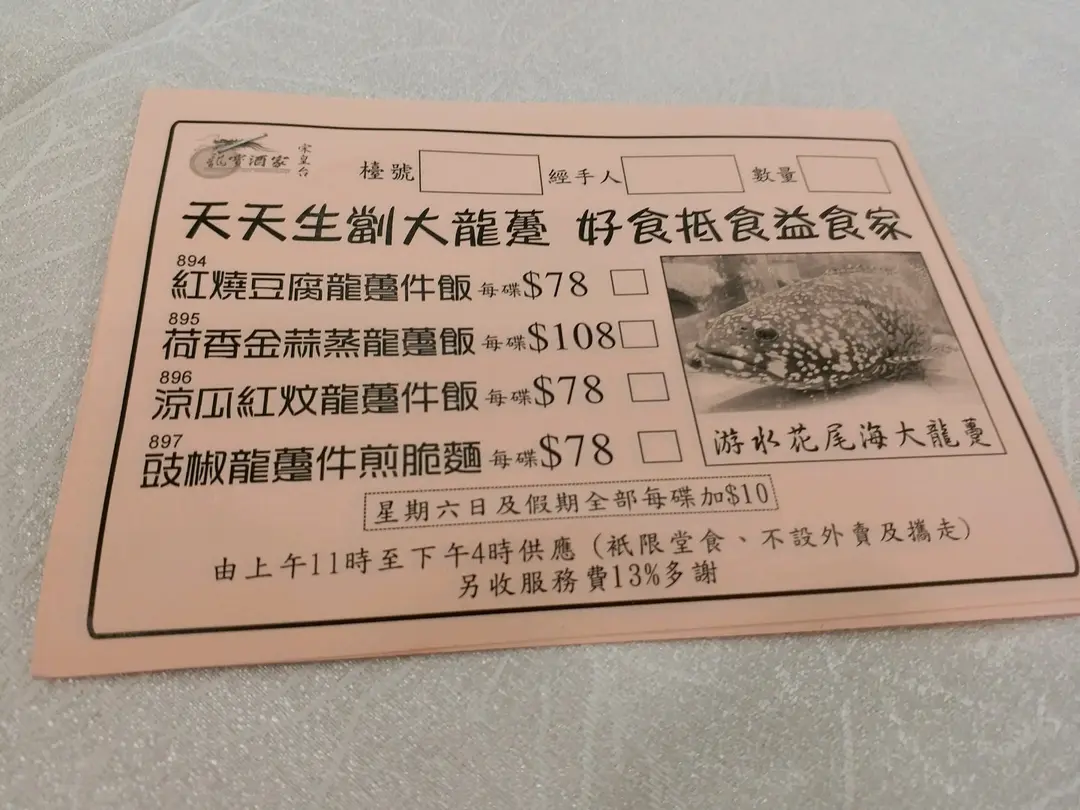 龍寶酒家 宋皇台
檯號 經手人 數量
天天生劏大龍躉 好食抵食益食家
894
紅燒豆腐龍躉件飯 每碟$78
895
荷香金蒜蒸龍躉飯 每碟$108
896
涼瓜紅炆龍躉件飯 每碟$78
897
豉椒龍躉件煎脆麵 每碟$78
游水花尾海大龍躉
星期六日及假期全部每碟加$10
由上午11時至下午4時供應（祇限堂食、不設外賣及攜走）
另收服務費13%多謝